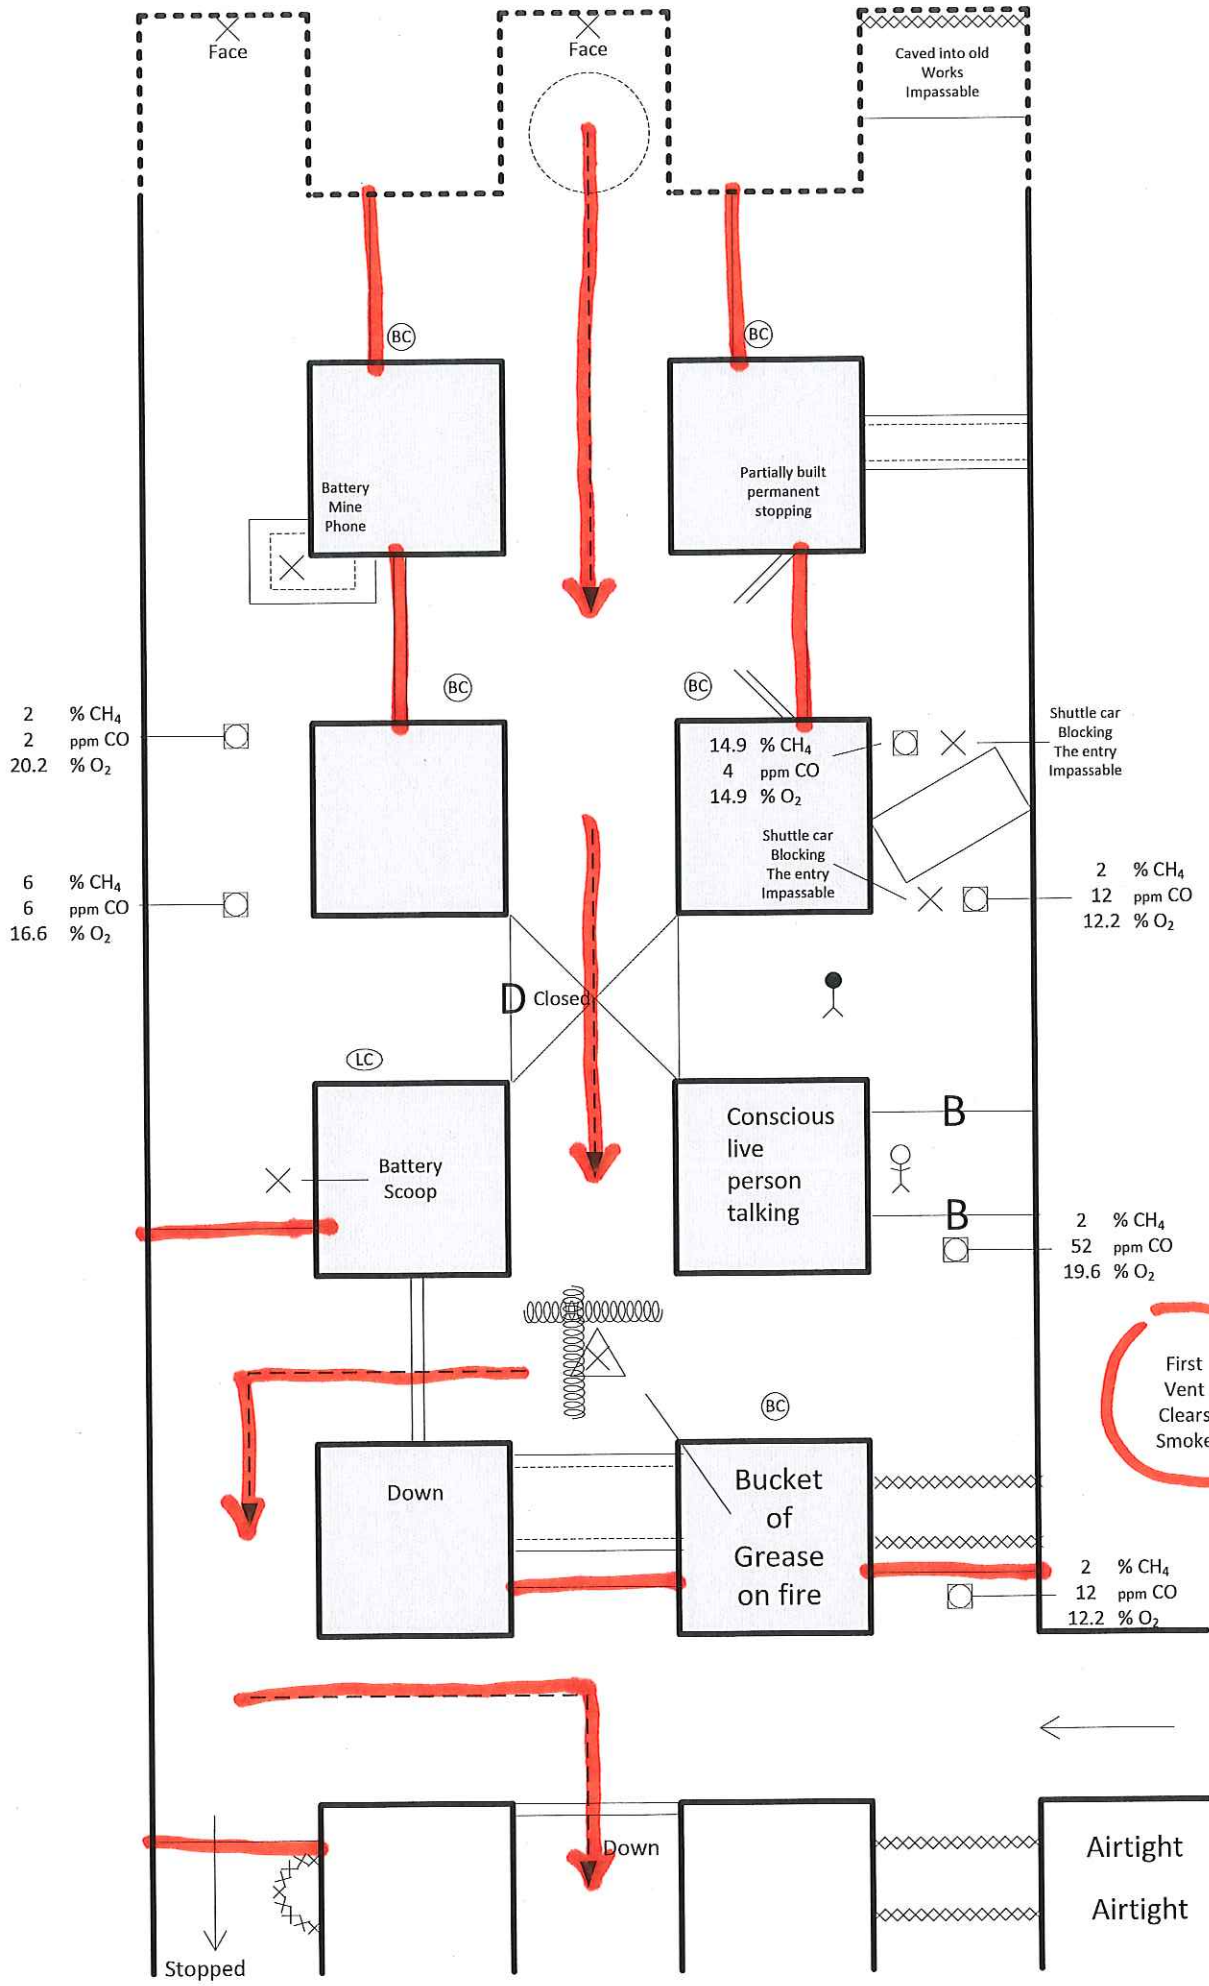 Face
Face
Caved into old
Works
Impassable
BC
BC
Battery
Mine
Phone
Partially built
permanent
stopping
BC
BC
2 % CH₄
2 ppm CO
20.2 % O₂
14.9 % CH₄
4 ppm CO
14.9 % O₂
Shuttle car
Blocking
The entry
Impassable
Shuttle car
Blocking
The entry
Impassable
6 % CH₄
6 ppm CO
16.6 % O₂
2 % CH₄
12 ppm CO
12.2 % O₂
D Closed
LC
Battery
Scoop
Conscious
live
person
talking
B
B
2 % CH₄
52 ppm CO
19.6 % O₂
First
Vent
Clears
Smoke
BC
Down
Bucket
of
Grease
on fire
2 % CH₄
12 ppm CO
12.2 % O₂
Down
Airtight
Airtight
Stopped